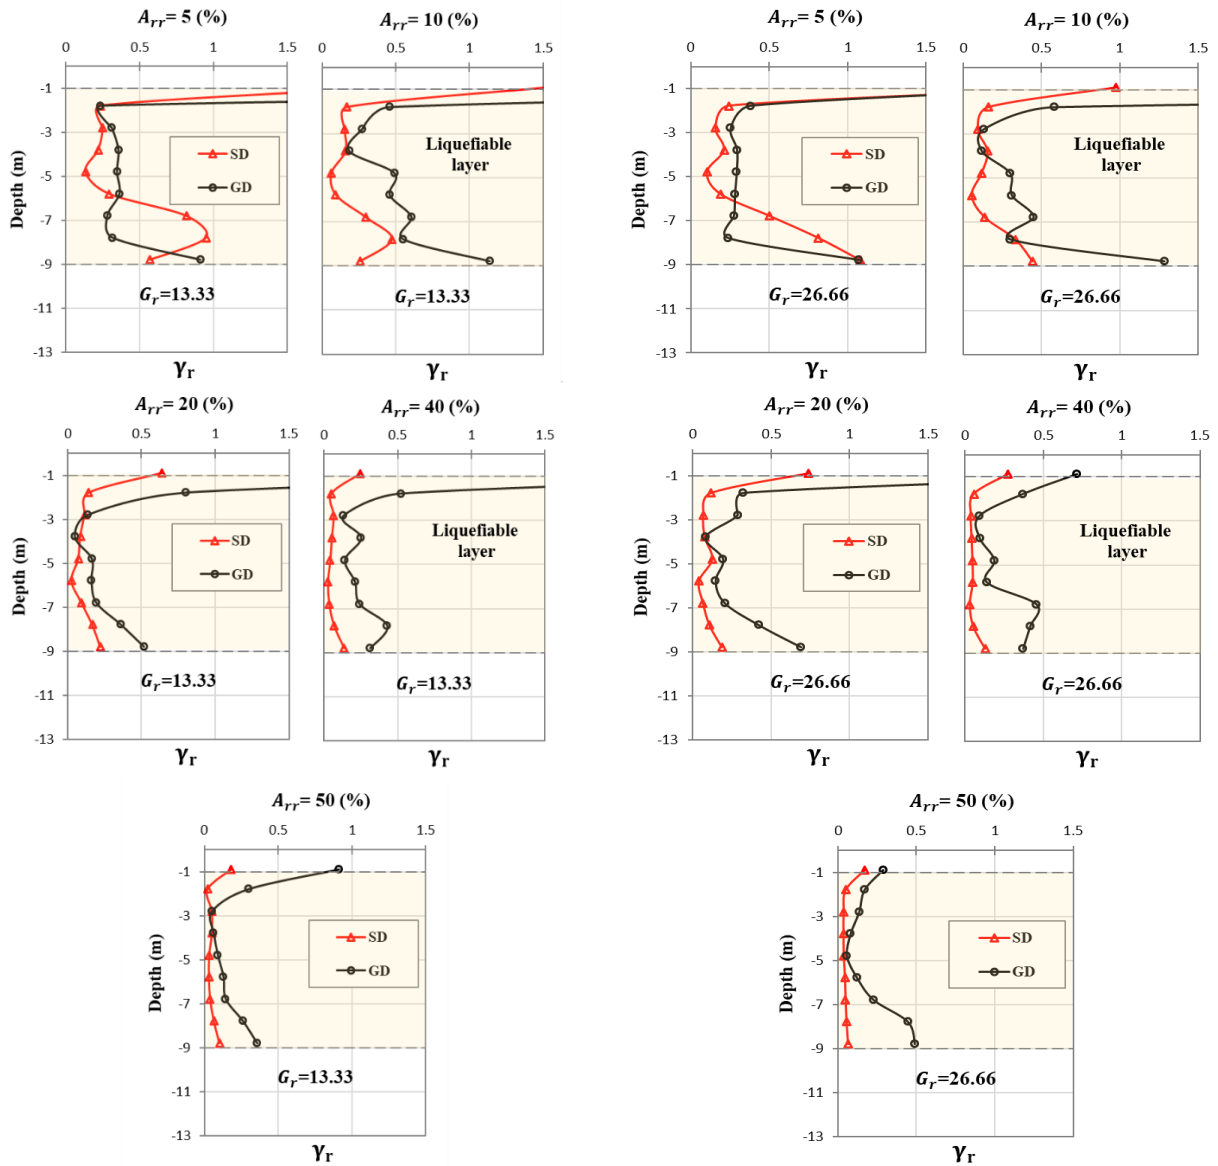 A_rr= 5 (%)
A_rr= 10 (%)
A_rr= 5 (%)
A_rr= 10 (%)
0 0.5 1 1.5
0 0.5 1 1.5
0 0.5 1 1.5
0 0.5 1 1.5
-1
-3
-5
-7
-9
-11
-13
Depth (m)
SD
GD
G_r=13.33
γ_r
Liquefiable
layer
G_r=13.33
γ_r
-1
-3
-5
-7
-9
-11
-13
Depth (m)
SD
GD
G_r=26.66
γ_r
Liquefiable
layer
G_r=26.66
γ_r
A_rr= 20 (%)
A_rr= 40 (%)
A_rr= 20 (%)
A_rr= 40 (%)
0 0.5 1 1.5
0 0.5 1 1.5
0 0.5 1 1.5
0 0.5 1 1.5
-1
-3
-5
-7
-9
-11
-13
Depth (m)
SD
GD
G_r=13.33
γ_r
Liquefiable
layer
G_r=13.33
γ_r
-1
-3
-5
-7
-9
-11
-13
Depth (m)
SD
GD
G_r=26.66
γ_r
Liquefiable
layer
G_r=26.66
γ_r
A_rr= 50 (%)
A_rr= 50 (%)
0 0.5 1 1.5
0 0.5 1 1.5
-1
-3
-5
-7
-9
-11
-13
Depth (m)
SD
GD
G_r=13.33
γ_r
-1
-3
-5
-7
-9
-11
-13
Depth (m)
SD
GD
G_r=26.66
γ_r